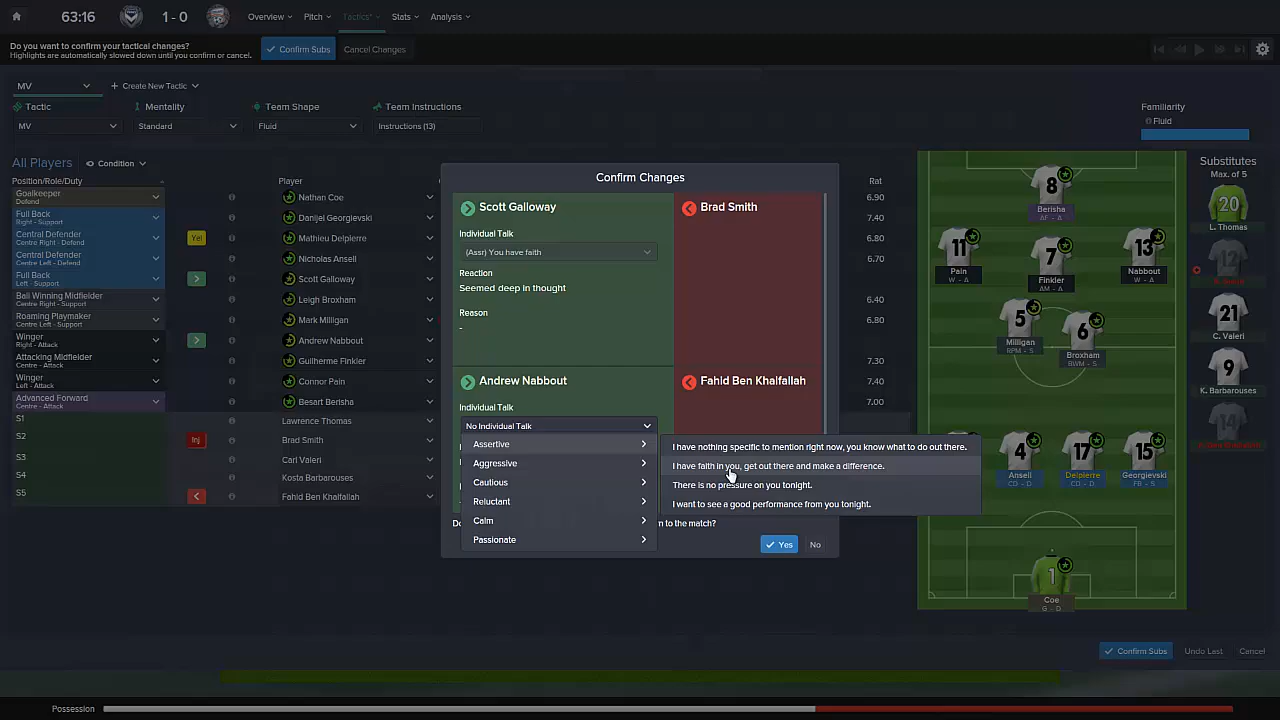 63:16 1 - 0 Overview Pitch Tactics* Stats Analysis
Do you want to confirm your tactical changes?
Highlights are automatically slowed down until you confirm or cancel.
Confirm Subs Cancel Changes
MV + Create New Tactic
Tactic Mentality Team Shape Team Instructions
MV Standard Fluid Instructions (13)
Familiarity
Fluid
All Players Condition
Position/Role/Duty Player Rat
Goalkeeper
Defend
Nathan Coe 6.90
Full Back
Right - Support
Danijel Georgievski 7.40
Central Defender
Centre Right - Defend
Yel Mathieu Delpierre 6.80
Central Defender
Centre Left - Defend
Nicholas Ansell 6.70
Full Back
Left - Support
Scott Galloway
Ball Winning Midfielder
Centre Right - Support
Leigh Broxham 6.40
Roaming Playmaker
Centre Left - Support
Mark Milligan 6.80
Winger
Right - Attack
Andrew Nabbout
Attacking Midfielder
Centre - Attack
Guilherme Finkler 7.30
Winger
Left - Attack
Connor Pain 7.40
Advanced Forward
Centre - Attack
Besart Berisha 7.00
S1 Lawrence Thomas
S2 Inj Brad Smith
S3 Carl Valeri
S4 Kosta Barbarouses
S5 Fahid Ben Khalfallah
Confirm Changes
Scott Galloway Brad Smith
Individual Talk
(Assr) You have faith
Reaction
Seemed deep in thought
Reason
-
Andrew Nabbout Fahid Ben Khalfallah
Individual Talk
No Individual Talk
Assertive
Aggressive
Cautious
Reluctant
Calm
Passionate
I have nothing specific to mention right now, you know what to do out there.
I have faith in you, get out there and make a difference.
There is no pressure on you tonight.
I want to see a good performance from you tonight.
n to the match?
Yes No
8
Berisha
AF - A
11
Pain
W - A
7
Finkler
AM - A
13
Nabbout
W - A
5
Milligan
RPM - S
6
Broxham
BWM - S
4
Ansell
CD - D
17
Delpierre
CD - D
15
Georgievski
FB - S
1
Coe
G - D
Substitutes
Max. of 5
20
L. Thomas
12
21
C. Valeri
9
K. Barbarouses
14
Confirm Subs Undo Last Cancel
Possession